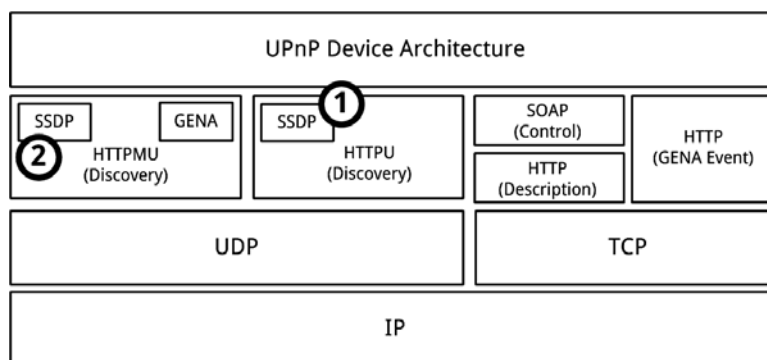 UPnP Device Architecture
1
SSDP
GENA
SSDP
SOAP
(Control)
2
HTTPMU
(Discovery)
HTTPU
(Discovery)
HTTP
(Description)
HTTP
(GENA Event)
UDP
TCP
IP